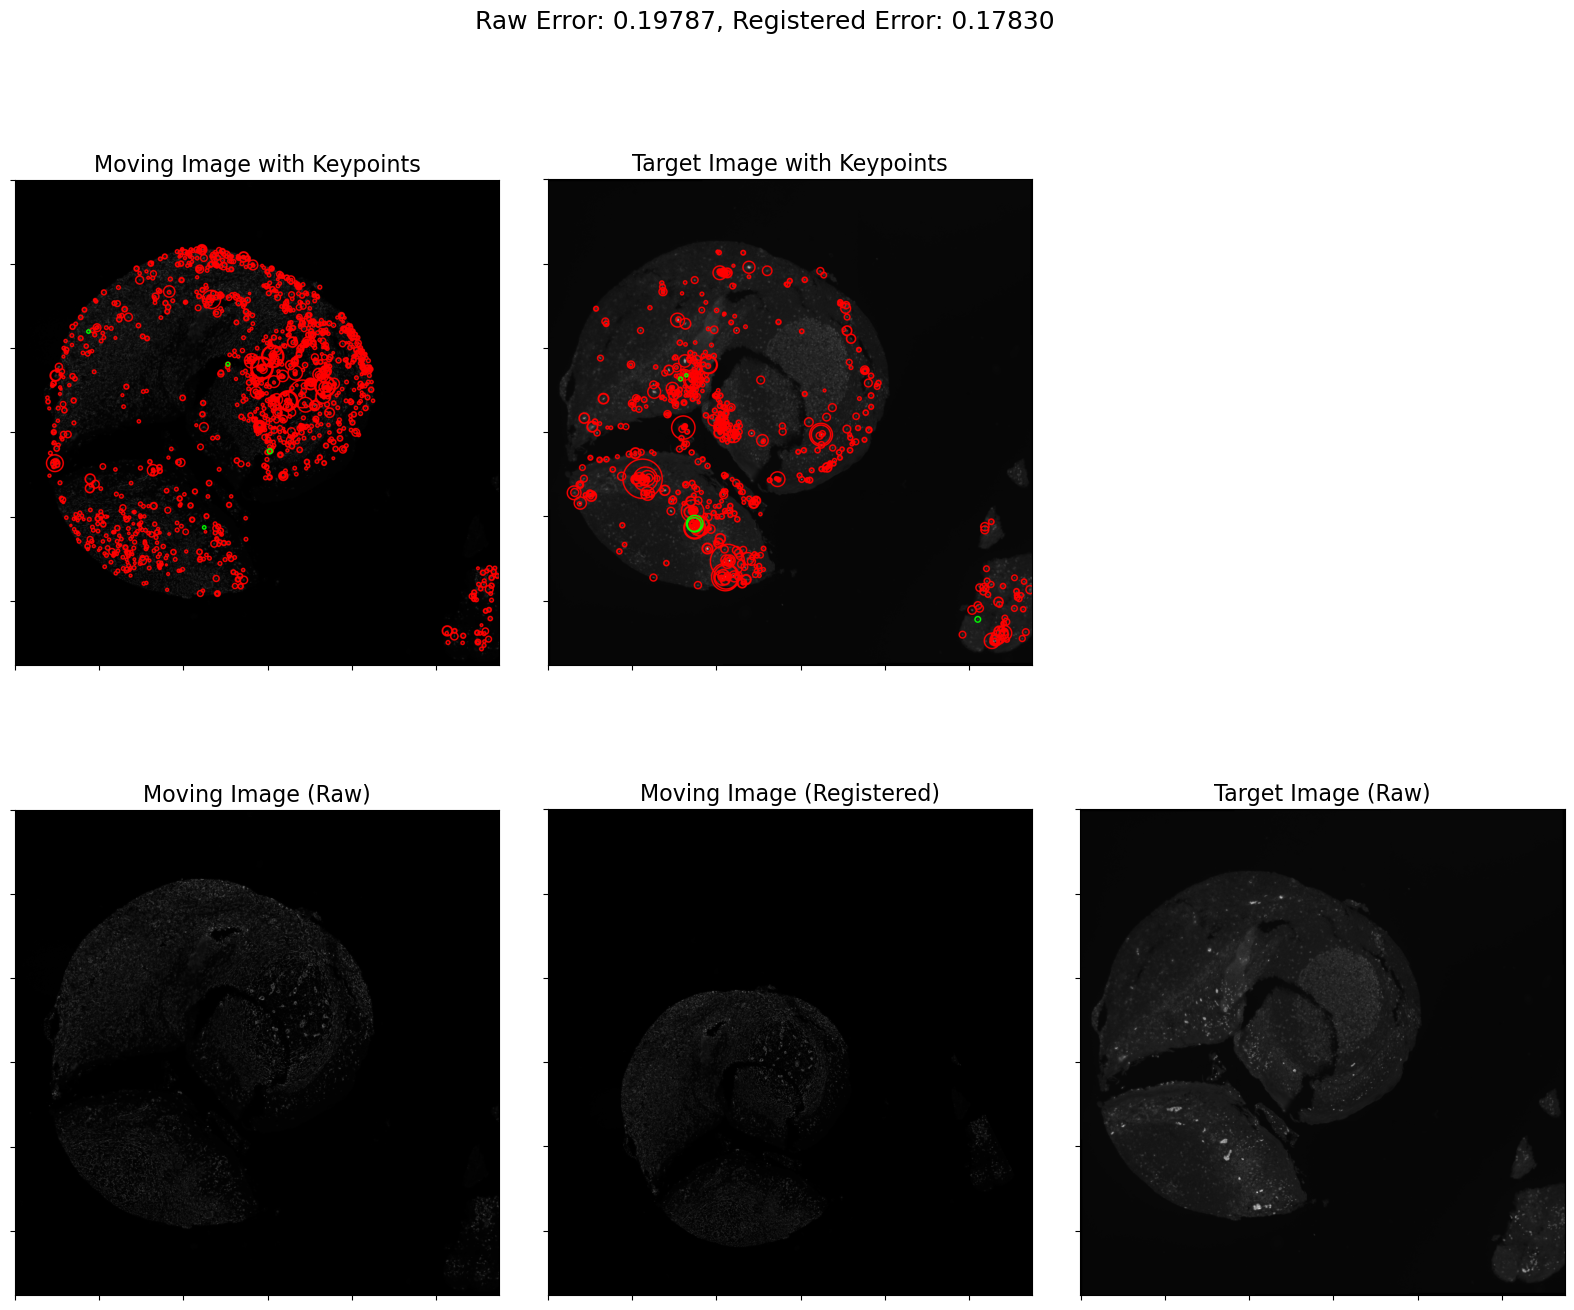 Raw Error: 0.19787, Registered Error: 0.17830
Moving Image with Keypoints
Target Image with Keypoints
Moving Image (Raw)
Moving Image (Registered)
Target Image (Raw)